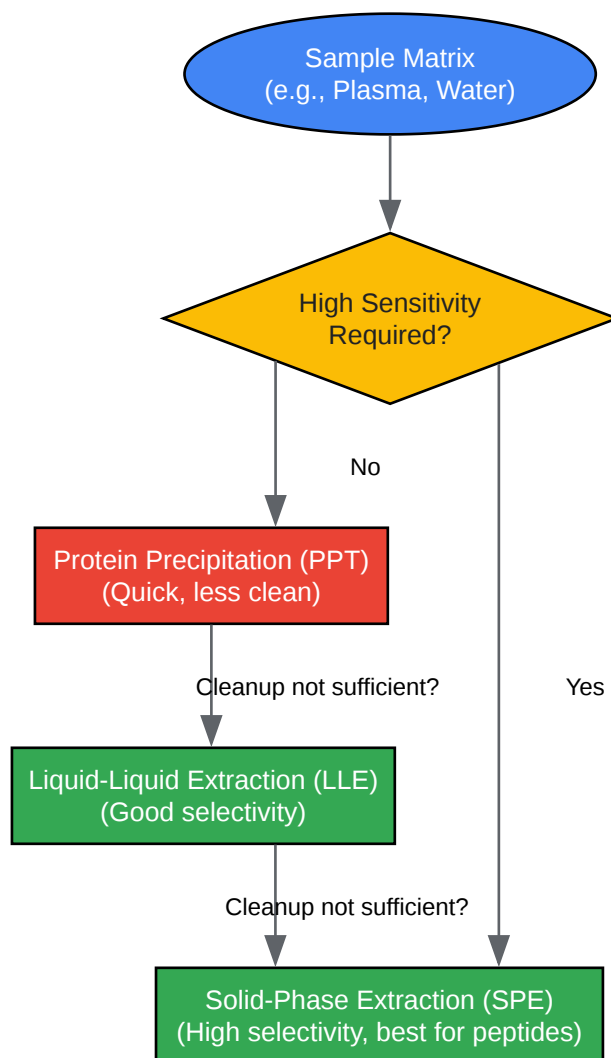 Sample Matrix
(e.g., Plasma, Water)
High Sensitivity
Required?
No
Protein Precipitation (PPT)
(Quick, less clean)
Cleanup not sufficient?
Yes
Liquid-Liquid Extraction (LLE)
(Good selectivity)
Cleanup not sufficient?
Solid-Phase Extraction (SPE)
(High selectivity, best for peptides)